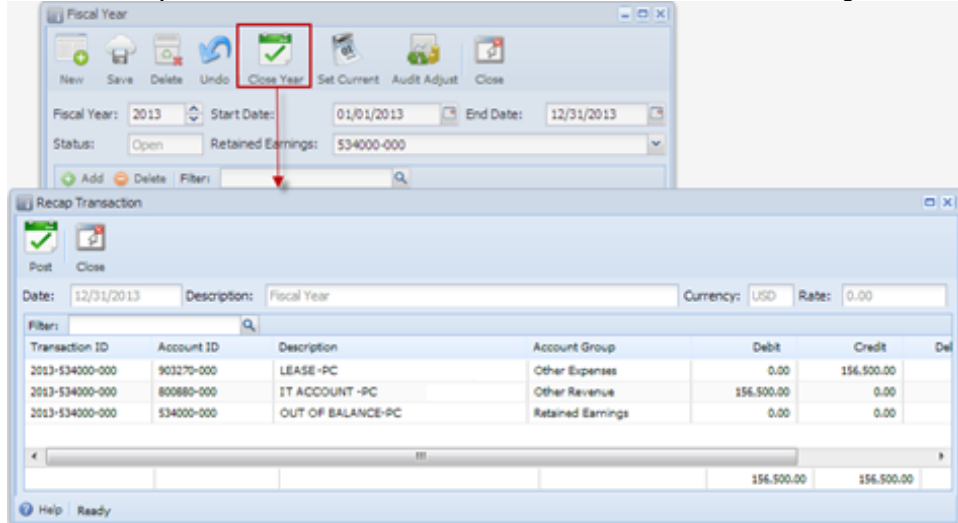 Fiscal Year
New Save Delete Undo Close Year Set Current Audit Adjust Close
Fiscal Year: 2013 Start Date: 01/01/2013 End Date: 12/31/2013
Status: Open Retained Earnings: 534000-000
Add Delete Filter:
Recap Transaction
Post Close
Date: 12/31/2013 Description: Fiscal Year Currency: USD Rate: 0.00
Filter:
Transaction ID Account ID Description Account Group Debit Credit Del
2013-534000-000 903270-000 LEASE-PC Other Expenses 0.00 156,500.00
2013-534000-000 800880-000 IT ACCOUNT -PC Other Revenue 156,500.00 0.00
2013-534000-000 534000-000 OUT OF BALANCE-PC Retained Earnings 0.00 0.00
156,500.00 156,500.00
Help Ready